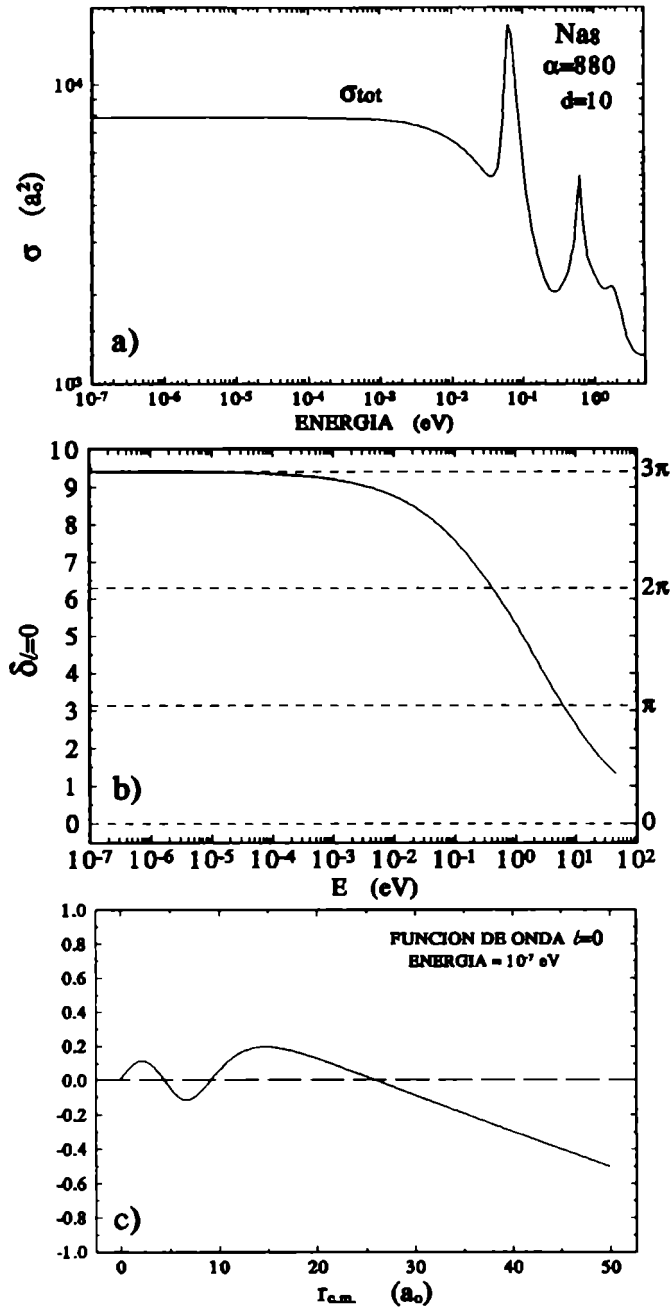 Na8
α=880
d=10
σtot
10⁴
10³
σ (a₀²)
a)
10⁻⁷ 10⁻⁶ 10⁻⁵ 10⁻⁴ 10⁻³ 10⁻² 10⁻¹ 10⁰
ENERGIA (eV)
10
9
8
7
6
5
4
3
2
1
0
3π
2π
π
0
δℓ=0
b)
10⁻⁷ 10⁻⁶ 10⁻⁵ 10⁻⁴ 10⁻³ 10⁻² 10⁻¹ 10⁰ 10¹ 10²
E (eV)
1.0
0.8
0.6
0.4
0.2
0.0
-0.2
-0.4
-0.6
-0.8
-1.0
FUNCION DE ONDA ℓ=0
ENERGIA = 10⁻⁷ eV
c)
0 10 20 30 40 50
rc.m. (a₀)